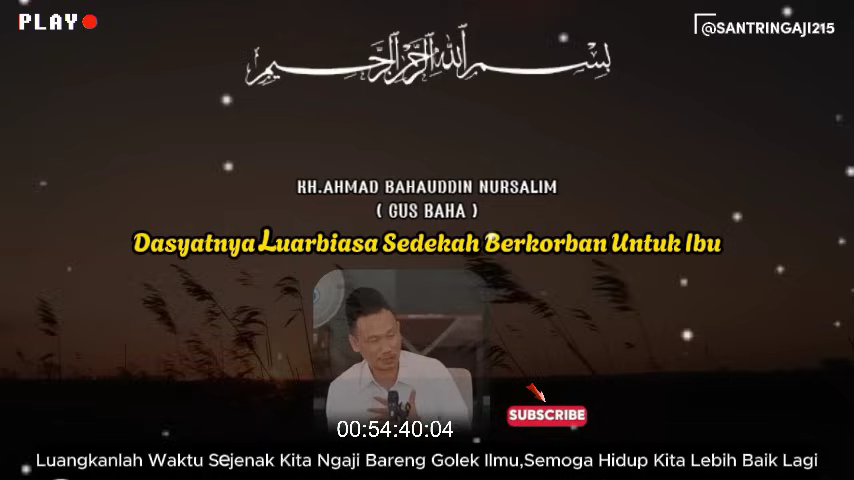 PLAY
@SANTRINGAJI215
بسم الله الرحمن الرحيم
KH.AHMAD BAHAUDDIN NURSALIM
( GUS BAHA )
Dasyatnya Luarbiasa Sedekah Berkorban Untuk Ibu
SUBSCRIBE
00:54:40:04
Luangkanlah Waktu Sejenak Kita Ngaji Bareng Golek Ilmu,Semoga Hidup Kita Lebih Baik Lagi